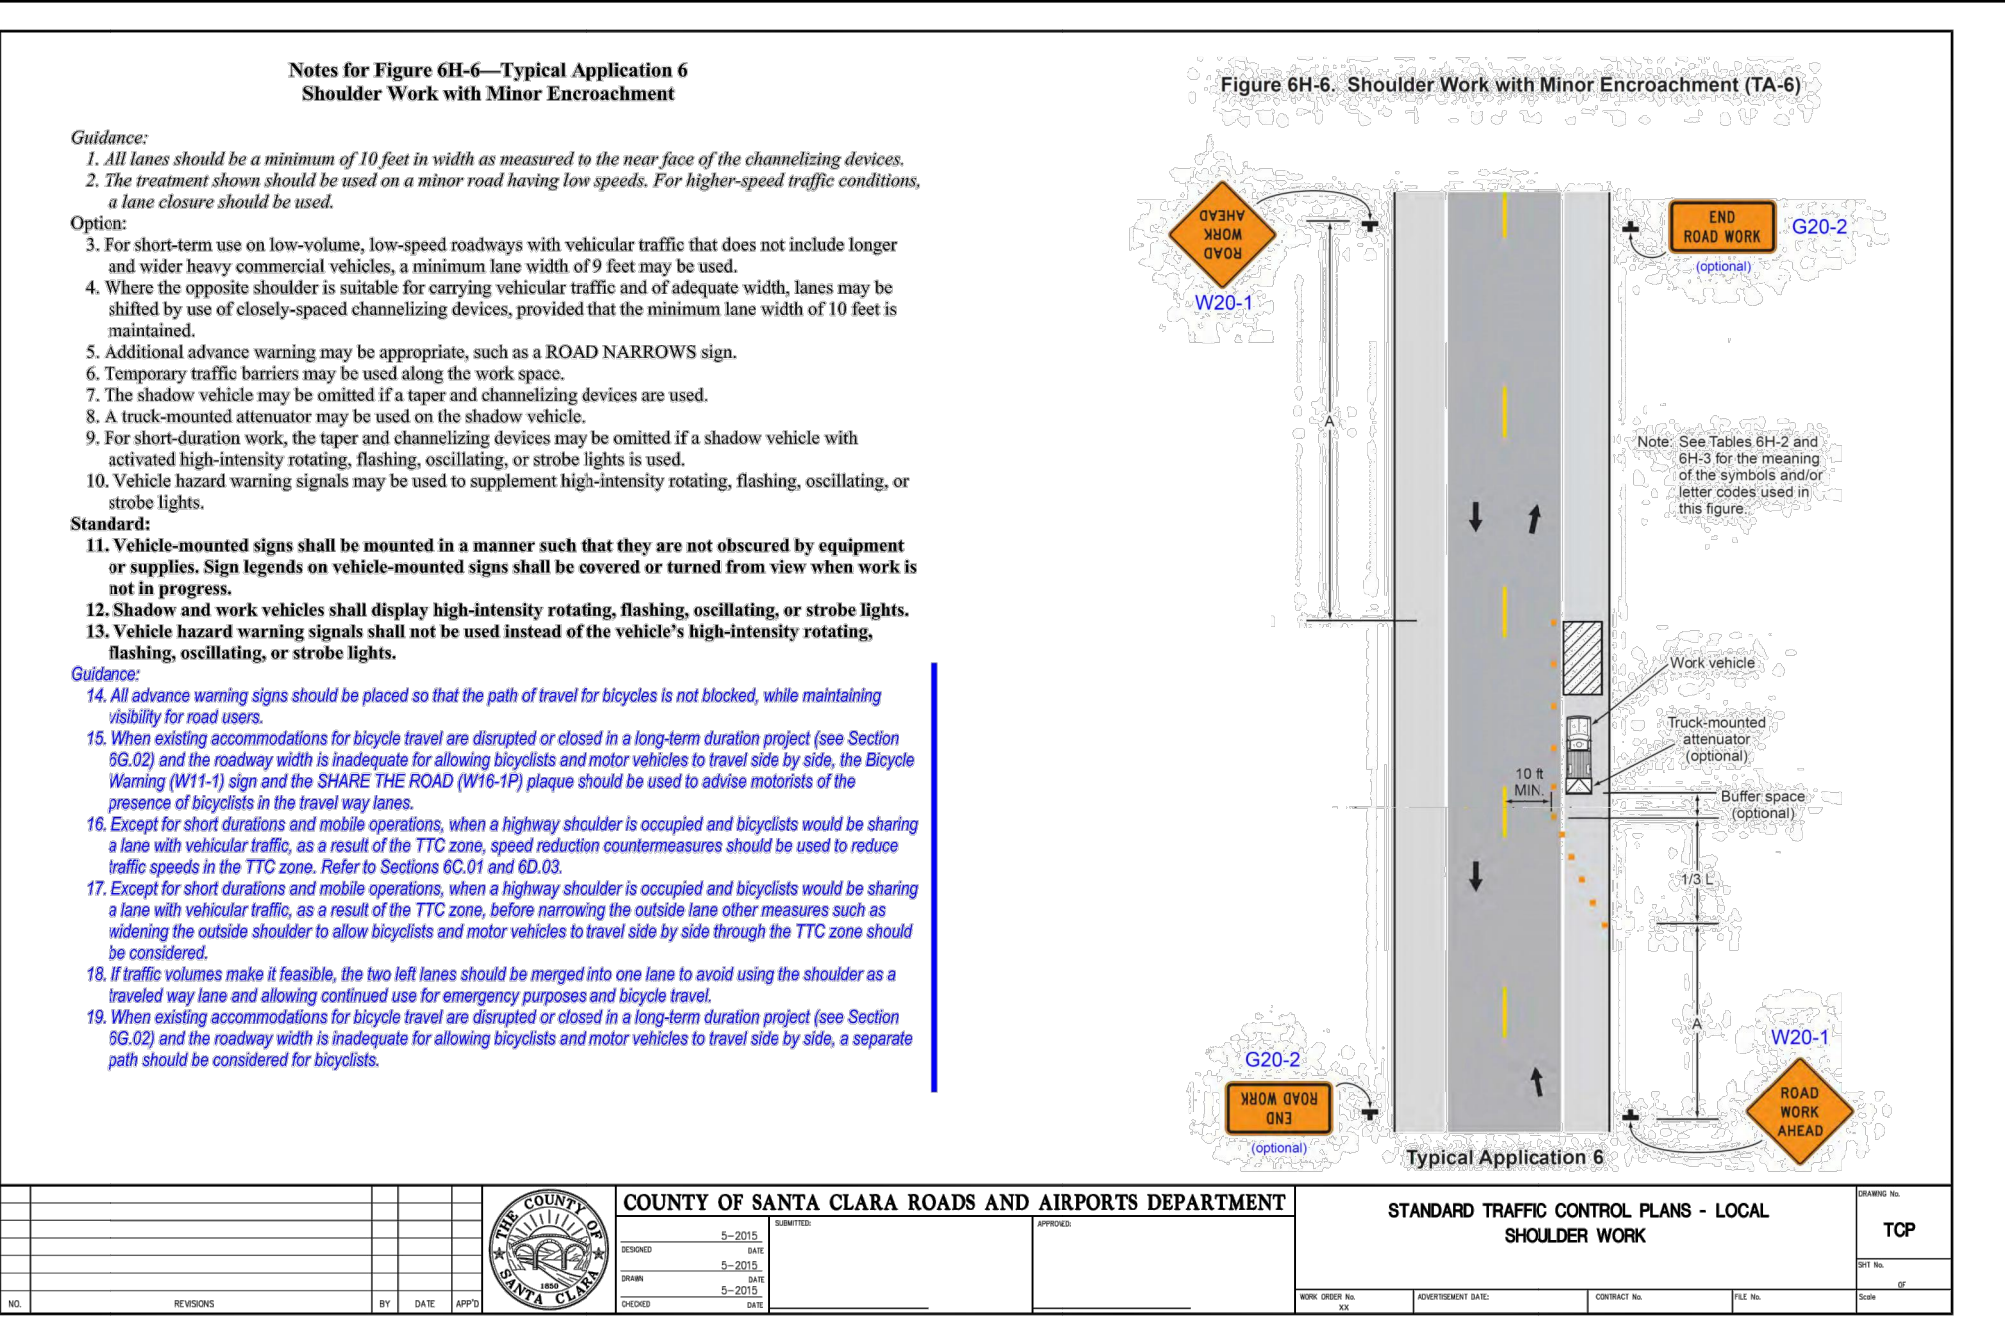 Notes for Figure 6H-6—Typical Application 6
Shoulder Work with Minor Encroachment
Guidance:
1. All lanes should be a minimum of 10 feet in width as measured to the near face of the channelizing devices.
2. The treatment shown should be used on a minor road having low speeds. For higher-speed traffic conditions,
a lane closure should be used.
Option:
3. For short-term use on low-volume, low-speed roadways with vehicular traffic that does not include longer
and wider heavy commercial vehicles, a minimum lane width of 9 feet may be used.
4. Where the opposite shoulder is suitable for carrying vehicular traffic and of adequate width, lanes may be
shifted by use of closely-spaced channelizing devices, provided that the minimum lane width of 10 feet is
maintained.
5. Additional advance warning may be appropriate, such as a ROAD NARROWS sign.
6. Temporary traffic barriers may be used along the work space.
7. The shadow vehicle may be omitted if a taper and channelizing devices are used.
8. A truck-mounted attenuator may be used on the shadow vehicle.
9. For short-duration work, the taper and channelizing devices may be omitted if a shadow vehicle with
activated high-intensity rotating, flashing, oscillating, or strobe lights is used.
10. Vehicle hazard warning signals may be used to supplement high-intensity rotating, flashing, oscillating, or
strobe lights.
Standard:
11. Vehicle-mounted signs shall be mounted in a manner such that they are not obscured by equipment
or supplies. Sign legends on vehicle-mounted signs shall be covered or turned from view when work is
not in progress.
12. Shadow and work vehicles shall display high-intensity rotating, flashing, oscillating, or strobe lights.
13. Vehicle hazard warning signals shall not be used instead of the vehicle's high-intensity rotating,
flashing, oscillating, or strobe lights.
Guidance:
14. All advance warning signs should be placed so that the path of travel for bicycles is not blocked, while maintaining
visibility for road users.
15. When existing accommodations for bicycle travel are disrupted or closed in a long-term duration project (see Section
6G.02) and the roadway width is inadequate for allowing bicyclists and motor vehicles to travel side by side, the Bicycle
Warning (W11-1) sign and the SHARE THE ROAD (W16-1P) plaque should be used to advise motorists of the
presence of bicyclists in the travel way lanes.
16. Except for short durations and mobile operations, when a highway shoulder is occupied and bicyclists would be sharing
a lane with vehicular traffic, as a result of the TTC zone, speed reduction countermeasures should be used to reduce
traffic speeds in the TTC zone. Refer to Sections 6C.01 and 6D.03.
17. Except for short durations and mobile operations, when a highway shoulder is occupied and bicyclists would be sharing
a lane with vehicular traffic, as a result of the TTC zone, before narrowing the outside lane other measures such as
widening the outside shoulder to allow bicyclists and motor vehicles to travel side by side through the TTC zone should
be considered.
18. If traffic volumes make it feasible, the two left lanes should be merged into one lane to avoid using the shoulder as a
traveled way lane and allowing continued use for emergency purposes and bicycle travel.
19. When existing accommodations for bicycle travel are disrupted or closed in a long-term duration project (see Section
6G.02) and the roadway width is inadequate for allowing bicyclists and motor vehicles to travel side by side, a separate
path should be considered for bicyclists.
Figure 6H-6. Shoulder Work with Minor Encroachment (TA-6)
ROAD
WORK
AHEAD
W20-1
END
ROAD WORK
G20-2
(optional)
A
Note: See Tables 6H-2 and
6H-3 for the meaning
of the symbols and/or
letter codes used in
this figure.
Work vehicle
Truck-mounted
attenuator
(optional)
10 ft
MIN.
Buffer space
(optional)
1/3 L
A
W20-1
ROAD
WORK
AHEAD
G20-2
END
ROAD WORK
(optional)
Typical Application 6
NO.
REVISIONS
BY
DATE
APP'D
THE COUNTY OF SANTA CLARA
1850
COUNTY OF SANTA CLARA ROADS AND AIRPORTS DEPARTMENT
5-2015
DESIGNED DATE
5-2015
DRAWN DATE
5-2015
CHECKED DATE
SUBMITTED:
APPROVED:
STANDARD TRAFFIC CONTROL PLANS - LOCAL
SHOULDER WORK
WORK ORDER No.
XX
ADVERTISEMENT DATE:
CONTRACT No.
FILE No.
DRAWING No.
TCP
SHT No.
OF
Scale